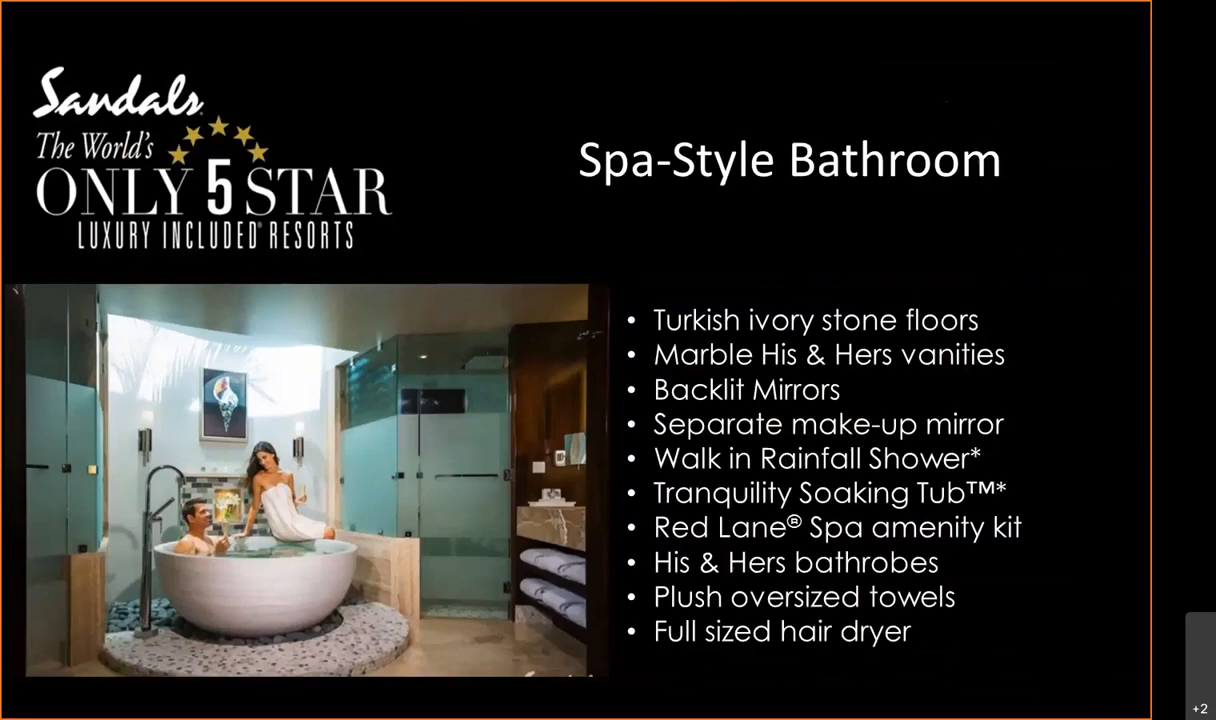 Sandals
The World's
ONLY 5 STAR
LUXURY INCLUDED® RESORTS
Spa-Style Bathroom
• Turkish ivory stone floors
• Marble His & Hers vanities
• Backlit Mirrors
• Separate make-up mirror
• Walk in Rainfall Shower*
• Tranquility Soaking Tub™*
• Red Lane® Spa amenity kit
• His & Hers bathrobes
• Plush oversized towels
• Full sized hair dryer
+2